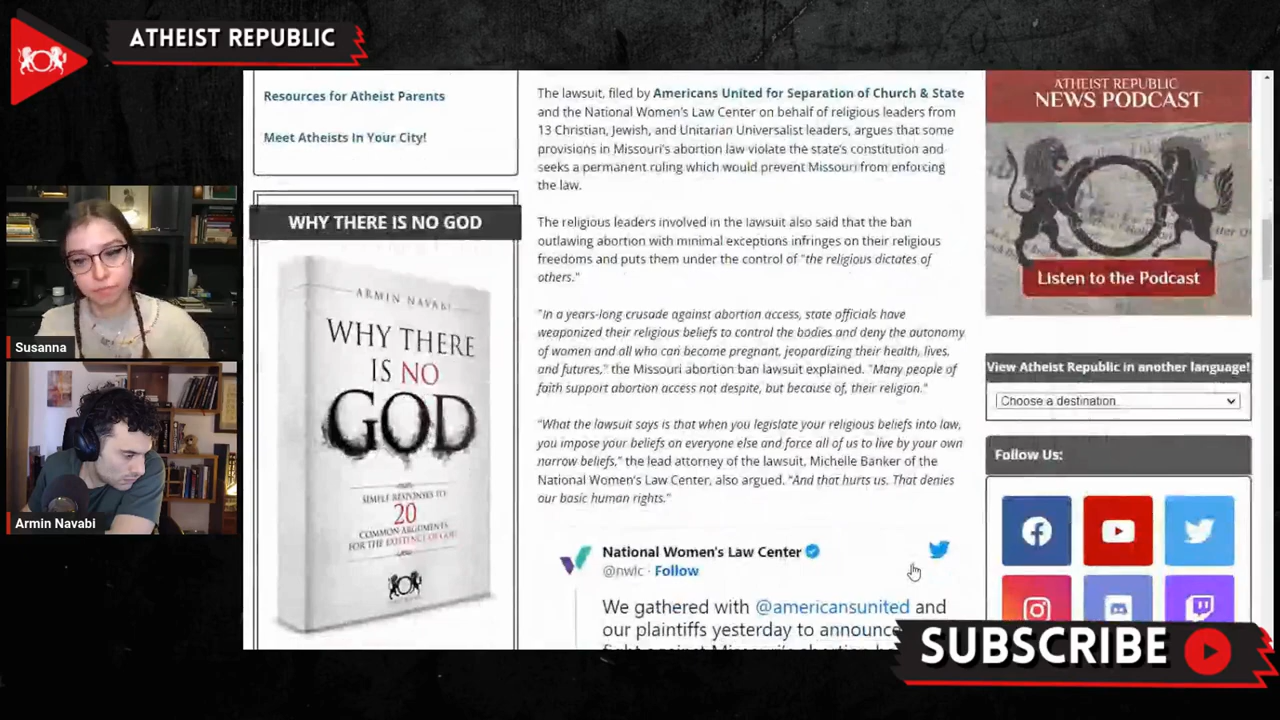 ATHEIST REPUBLIC
Resources for Atheist Parents
Meet Atheists In Your City!
WHY THERE IS NO GOD
ARMIN NAVABI
WHY THERE
IS NO
GOD
SIMPLE RESPONSES TO
20
COMMON ARGUMENTS
FOR THE EXISTENCE OF GOD
Susanna
Armin Navabi
The lawsuit, filed by Americans United for Separation of Church & State
and the National Women's Law Center on behalf of religious leaders from
13 Christian, Jewish, and Unitarian Universalist leaders, argues that some
provisions in Missouri's abortion law violate the state's constitution and
seeks a permanent ruling which would prevent Missouri from enforcing
the law.
The religious leaders involved in the lawsuit also said that the ban
outlawing abortion with minimal exceptions infringes on their religious
freedoms and puts them under the control of "the religious dictates of
others."
"In a years-long crusade against abortion access, state officials have
weaponized their religious beliefs to control the bodies and deny the autonomy
of women and all who can become pregnant, jeopardizing their health, lives,
and futures," the Missouri abortion ban lawsuit explained. "Many people of
faith support abortion access not despite, but because of, their religion."
"What the lawsuit says is that when you legislate your religious beliefs into law,
you impose your beliefs on everyone else and force all of us to live by your own
narrow beliefs," the lead attorney of the lawsuit, Michelle Banker of the
National Women's Law Center, also argued. "And that hurts us. That denies
our basic human rights."
National Women's Law Center
@nwlc · Follow
We gathered with @americansunited and
our plaintiffs yesterday to announce
ATHEIST REPUBLIC
NEWS PODCAST
Listen to the Podcast
View Atheist Republic in another language!
Choose a destination
Follow Us:
SUBSCRIBE